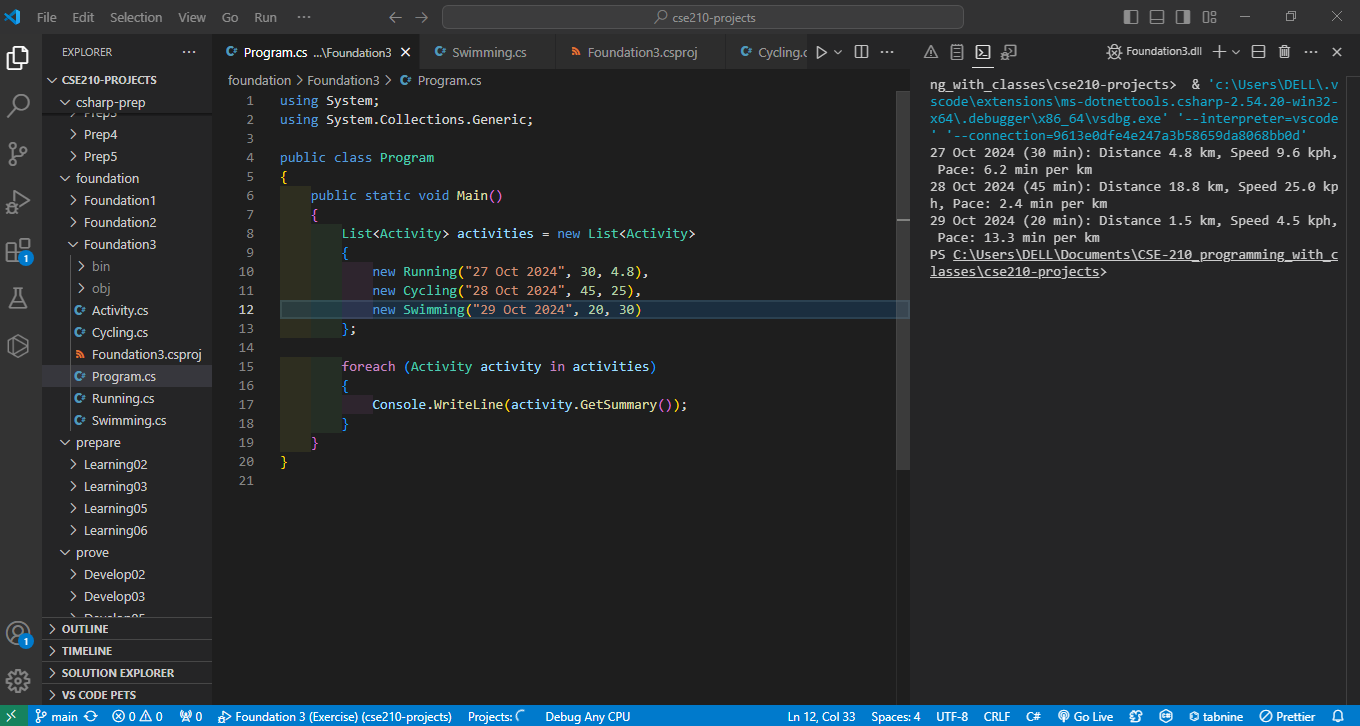 File Edit Selection View Go Run ··· cse210-projects
EXPLORER ···
CSE210-PROJECTS
csharp-prep
Prep3
Prep4
Prep5
foundation
Foundation1
Foundation2
Foundation3
bin
obj
Activity.cs
Cycling.cs
Foundation3.csproj
Program.cs
Running.cs
Swimming.cs
prepare
Learning02
Learning03
Learning05
Learning06
prove
Develop02
Develop03
Develop05
OUTLINE
TIMELINE
SOLUTION EXPLORER
VS CODE PETS
1
1
Program.cs ...\Foundation3 Swimming.cs Foundation3.csproj Cycling.c ···
foundation > Foundation3 > Program.cs
1 using System;
2 using System.Collections.Generic;
3
4 public class Program
5 {
6 public static void Main()
7 {
8 List<Activity> activities = new List<Activity>
9 {
10 new Running("27 Oct 2024", 30, 4.8),
11 new Cycling("28 Oct 2024", 45, 25),
12 new Swimming("29 Oct 2024", 20, 30)
13 };
14
15 foreach (Activity activity in activities)
16 {
17 Console.WriteLine(activity.GetSummary());
18 }
19 }
20 }
21
Foundation3.dll ···
ng_with_classes\cse210-projects> & 'c:\Users\DELL\.v
scode\extensions\ms-dotnettools.csharp-2.54.20-win32-
x64\.debugger\x86_64\vsdbg.exe' '--interpreter=vscode
' '--connection=9613e0dfe4e247a3b58659da8068bb0d'
27 Oct 2024 (30 min): Distance 4.8 km, Speed 9.6 kph,
Pace: 6.2 min per km
28 Oct 2024 (45 min): Distance 18.8 km, Speed 25.0 kp
h, Pace: 2.4 min per km
29 Oct 2024 (20 min): Distance 1.5 km, Speed 4.5 kph,
Pace: 13.3 min per km
PS C:\Users\DELL\Documents\CSE-210_programming_with_c
lasses\cse210-projects>
main 0 0 0 Foundation 3 (Exercise) (cse210-projects) Projects: Debug Any CPU Ln 12, Col 33 Spaces: 4 UTF-8 CRLF C# Go Live tabnine Prettier